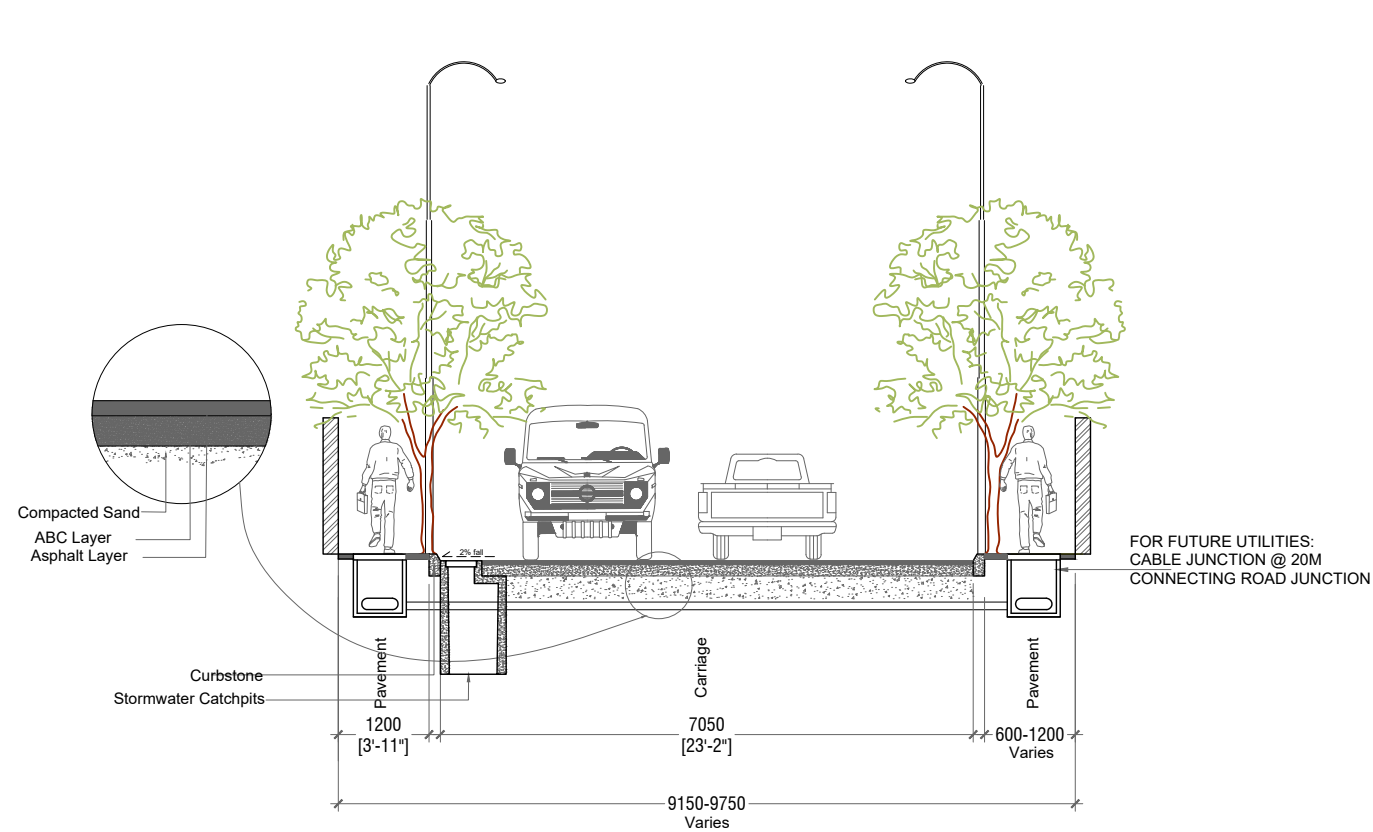 2% fall
Compacted Sand
ABC Layer
Asphalt Layer
FOR FUTURE UTILITIES:
CABLE JUNCTION @ 20M
CONNECTING ROAD JUNCTION
Pavement
Carriage
Pavement
Curbstone
Stormwater Catchpits
1200
[3'-11"]
7050
[23'-2"]
600-1200
Varies
9150-9750
Varies